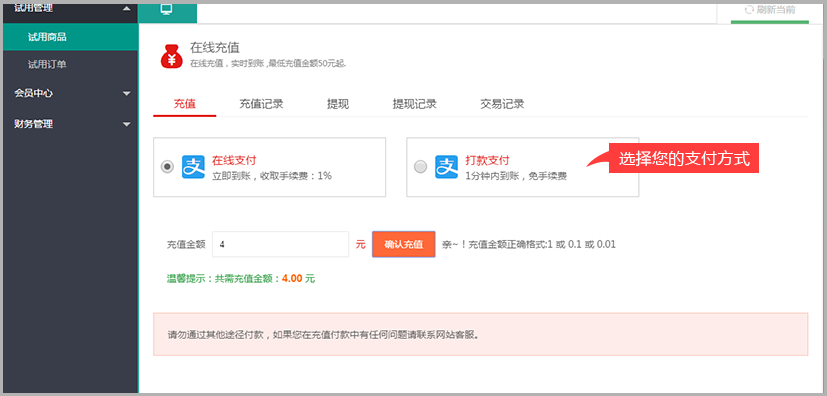 试用管理
刷新当前
试用商品
试用订单
会员中心
财务管理
在线充值
在线充值，实时到账 ,最低充值金额50元起.
充值 充值记录 提现 提现记录 交易记录
在线支付
立即到账，收取手续费：1%
打款支付
1分钟内到账，免手续费
选择您的支付方式
充值金额 4 元 确认充值 亲~！充值金额正确格式:1 或 0.1 或 0.01
温馨提示：共需充值金额：4.00 元
请勿通过其他途径付款，如果您在充值付款中有任何问题请联系网站客服。